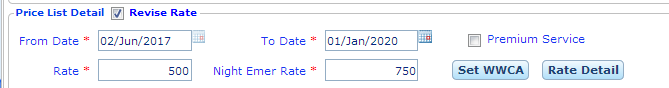 Price List Detail Revise Rate
From Date * 02/Jun/2017 To Date * 01/Jan/2020 Premium Service
Rate * 500 Night Emer Rate * 750 Set WWCA Rate Detail